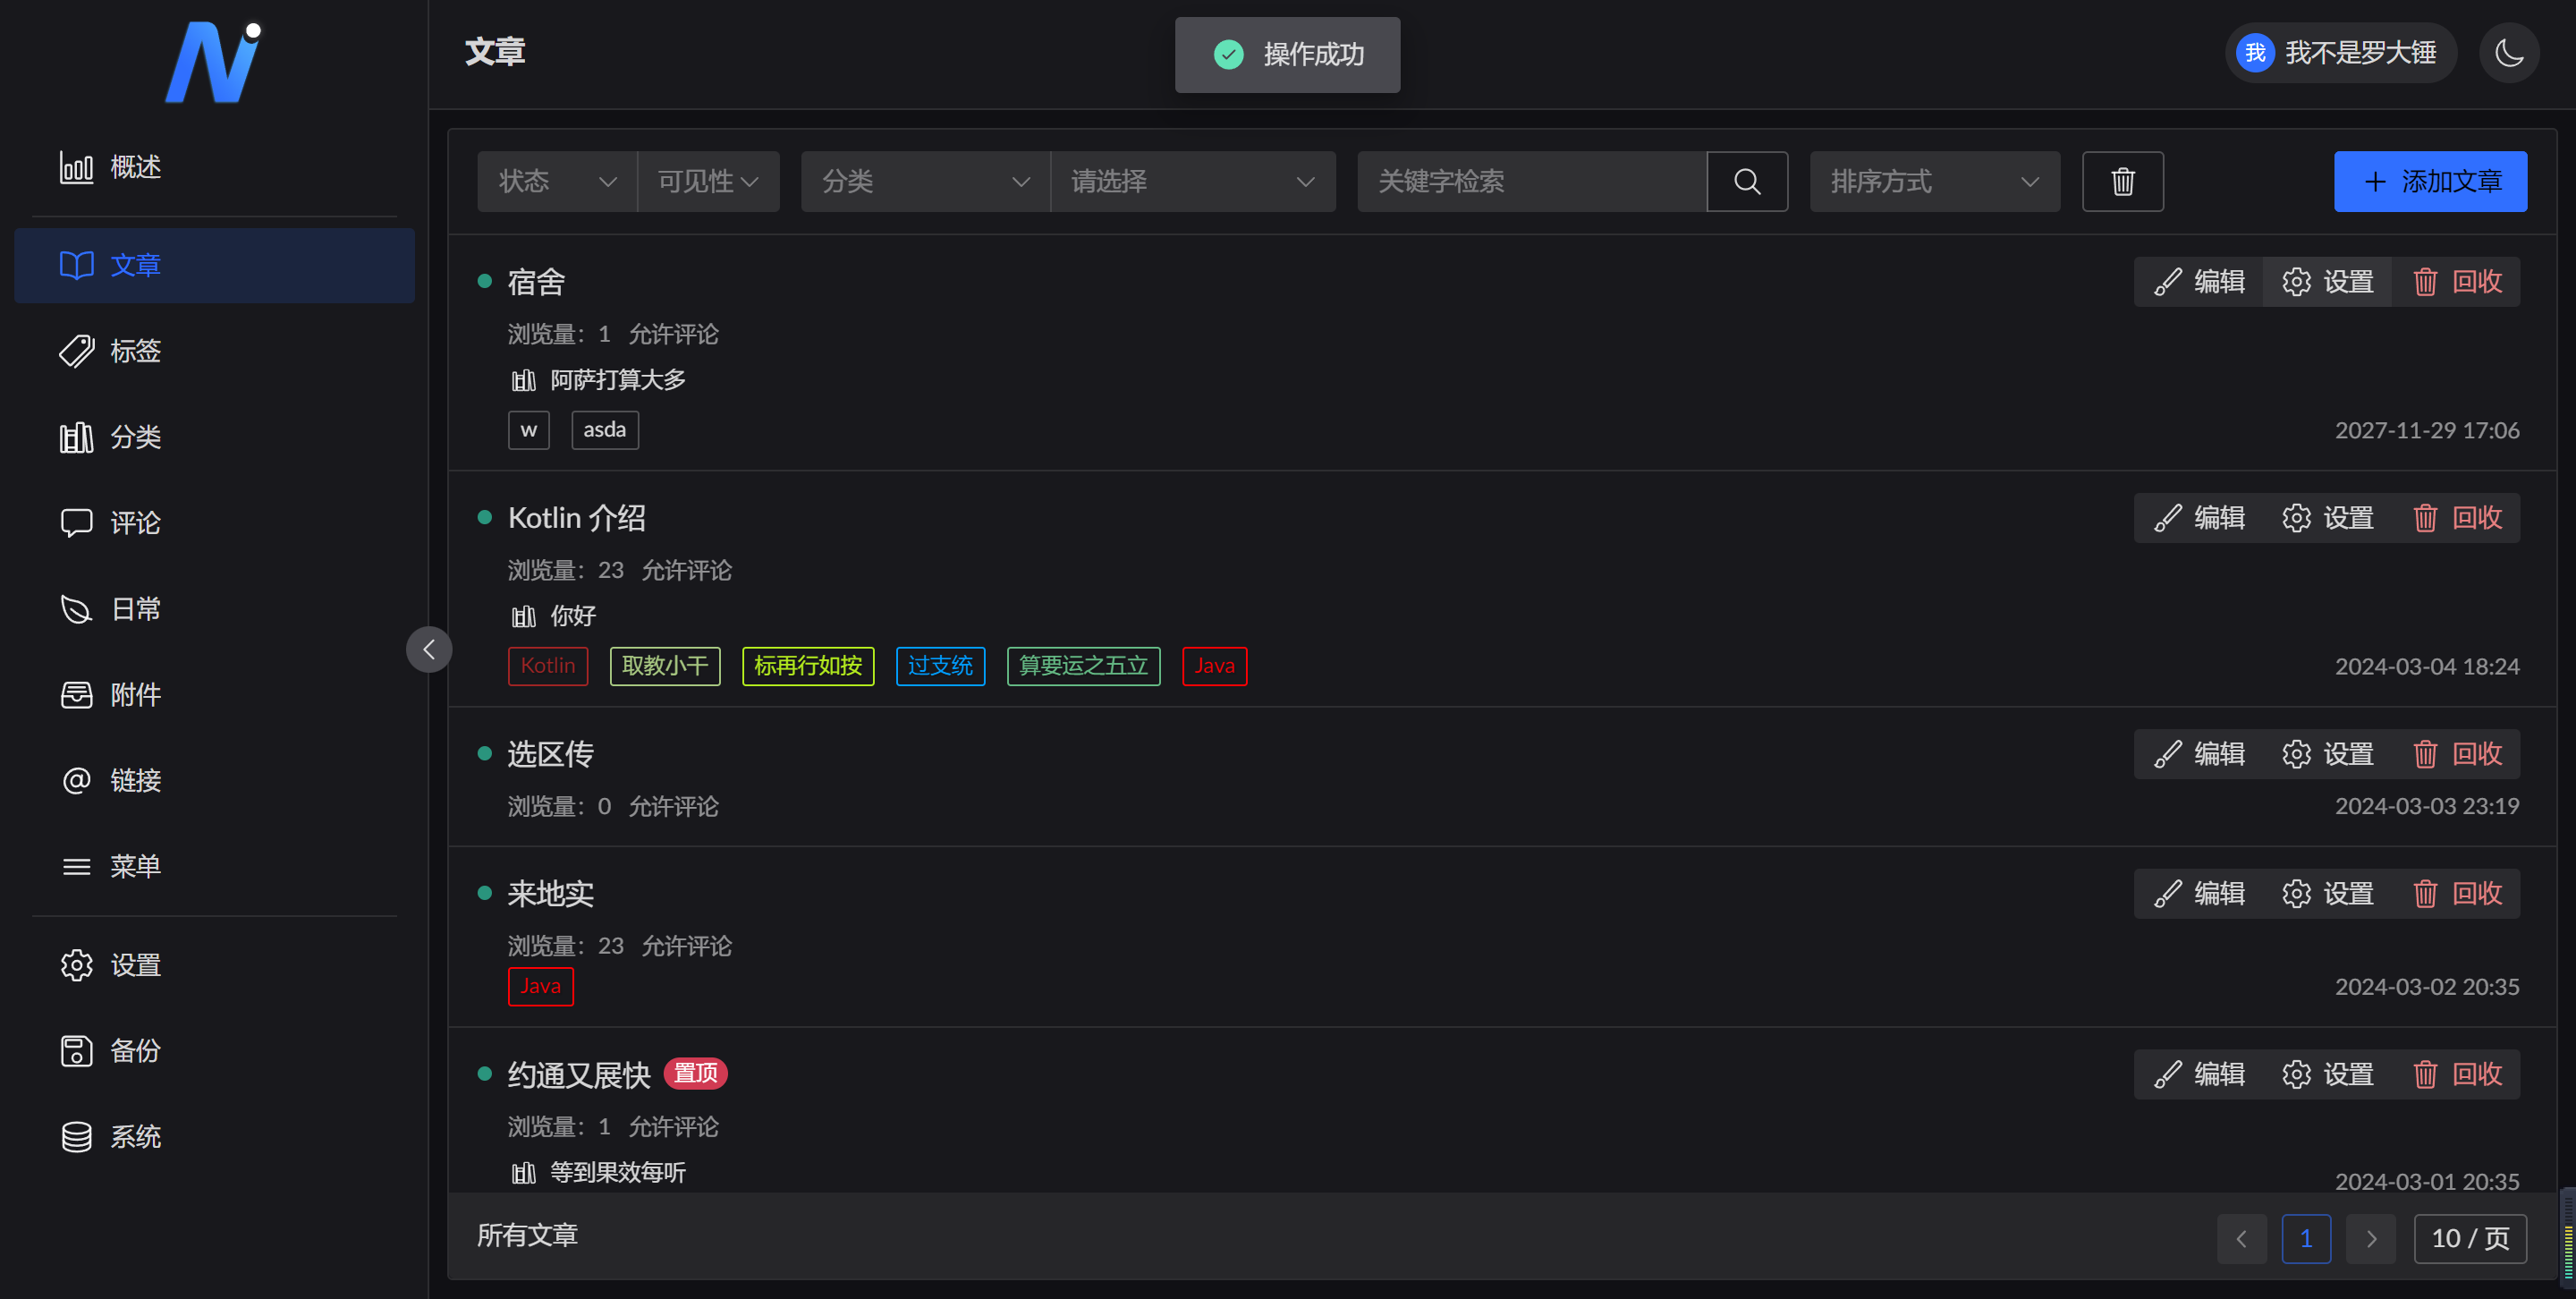 概述
文章
标签
分类
评论
日常
附件
链接
菜单
设置
备份
系统
文章
操作成功
我 我不是罗大锤
状态 可见性 分类 请选择 关键字检索 排序方式 添加文章
宿舍 编辑 设置 回收
浏览量：1 允许评论
阿萨打算大多
w asda 2027-11-29 17:06
Kotlin 介绍 编辑 设置 回收
浏览量：23 允许评论
你好
Kotlin 取教小干 标再行如按 过支统 算要运之五立 Java 2024-03-04 18:24
选区传 编辑 设置 回收
浏览量：0 允许评论 2024-03-03 23:19
来地实 编辑 设置 回收
浏览量：23 允许评论
Java 2024-03-02 20:35
约通又展快 置顶 编辑 设置 回收
浏览量：1 允许评论
等到果效每听 2024-03-01 20:35
所有文章 1 10 / 页